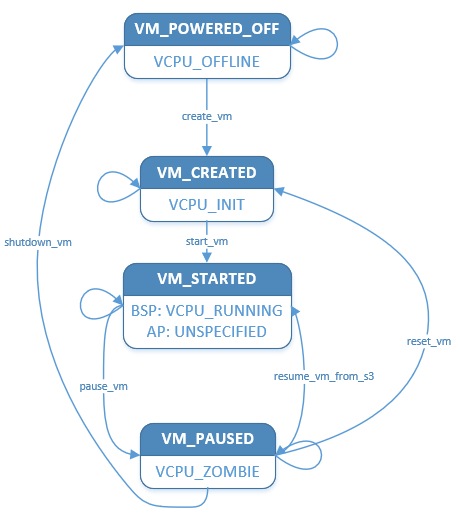 VM_POWERED_OFF
VCPU_OFFLINE
create_vm
VM_CREATED
VCPU_INIT
start_vm
shutdown_vm
VM_STARTED
BSP: VCPU_RUNNING
AP: UNSPECIFIED
reset_vm
resume_vm_from_s3
pause_vm
VM_PAUSED
VCPU_ZOMBIE